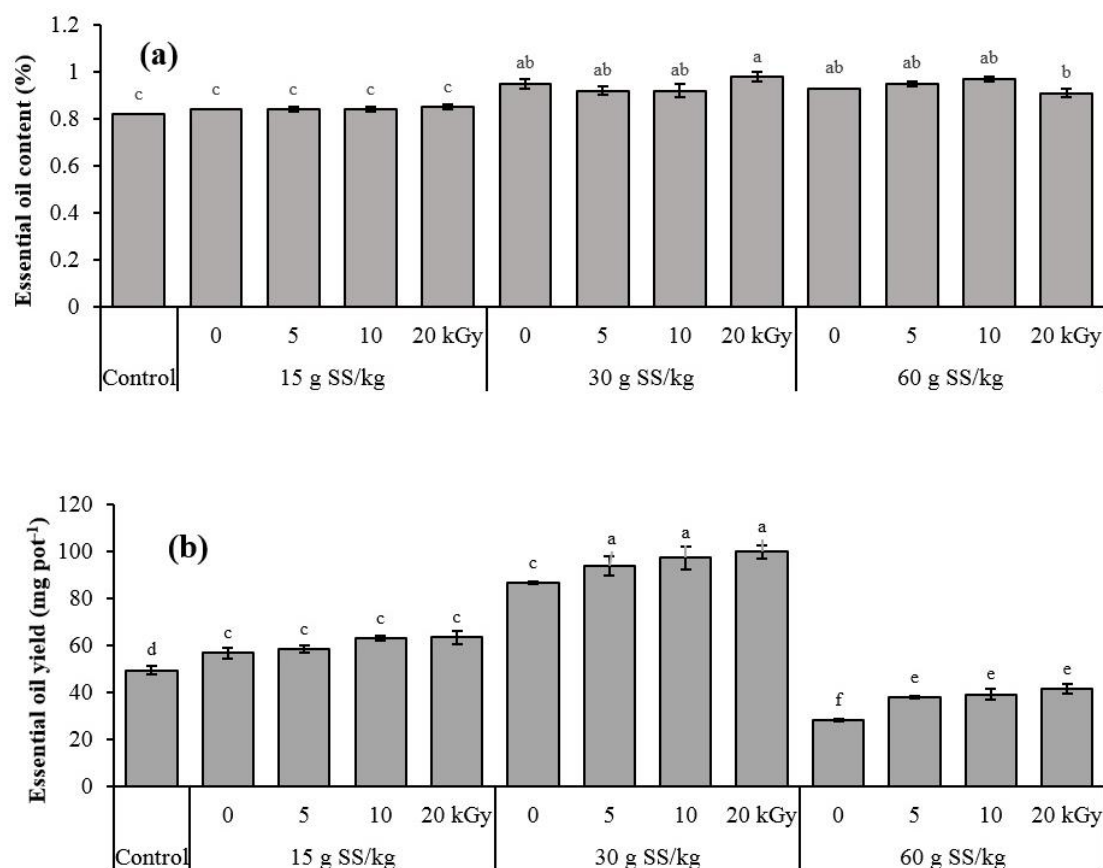 1.2
(a)
Essential oil content (%)
1
0.8
0.6
0.4
0.2
0
c c c c c ab ab ab a ab ab ab b
0 5 10 20 kGy 0 5 10 20 kGy 0 5 10 20 kGy
Control 15 g SS/kg 30 g SS/kg 60 g SS/kg
120
(b)
Essential oil yield (mg pot⁻¹)
100
80
60
40
20
0
d c c c c c a a a f e e e
0 5 10 20 kGy 0 5 10 20 kGy 0 5 10 20 kGy
Control 15 g SS/kg 30 g SS/kg 60 g SS/kg